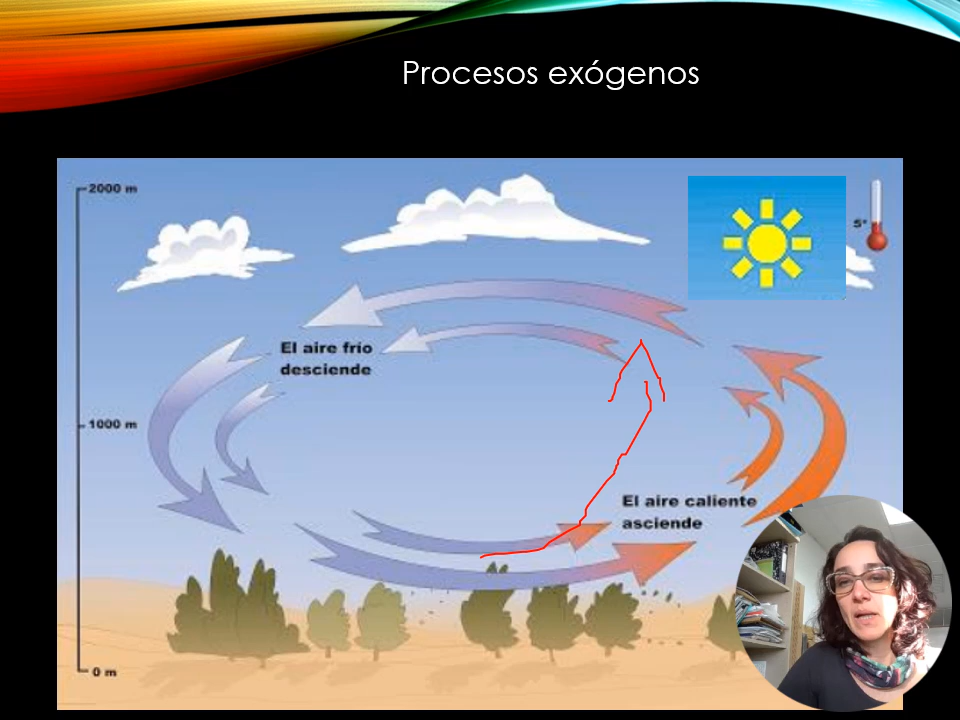 Procesos exógenos
2000 m
5°
El aire frío
desciende
1000 m
El aire caliente
asciende
0 m